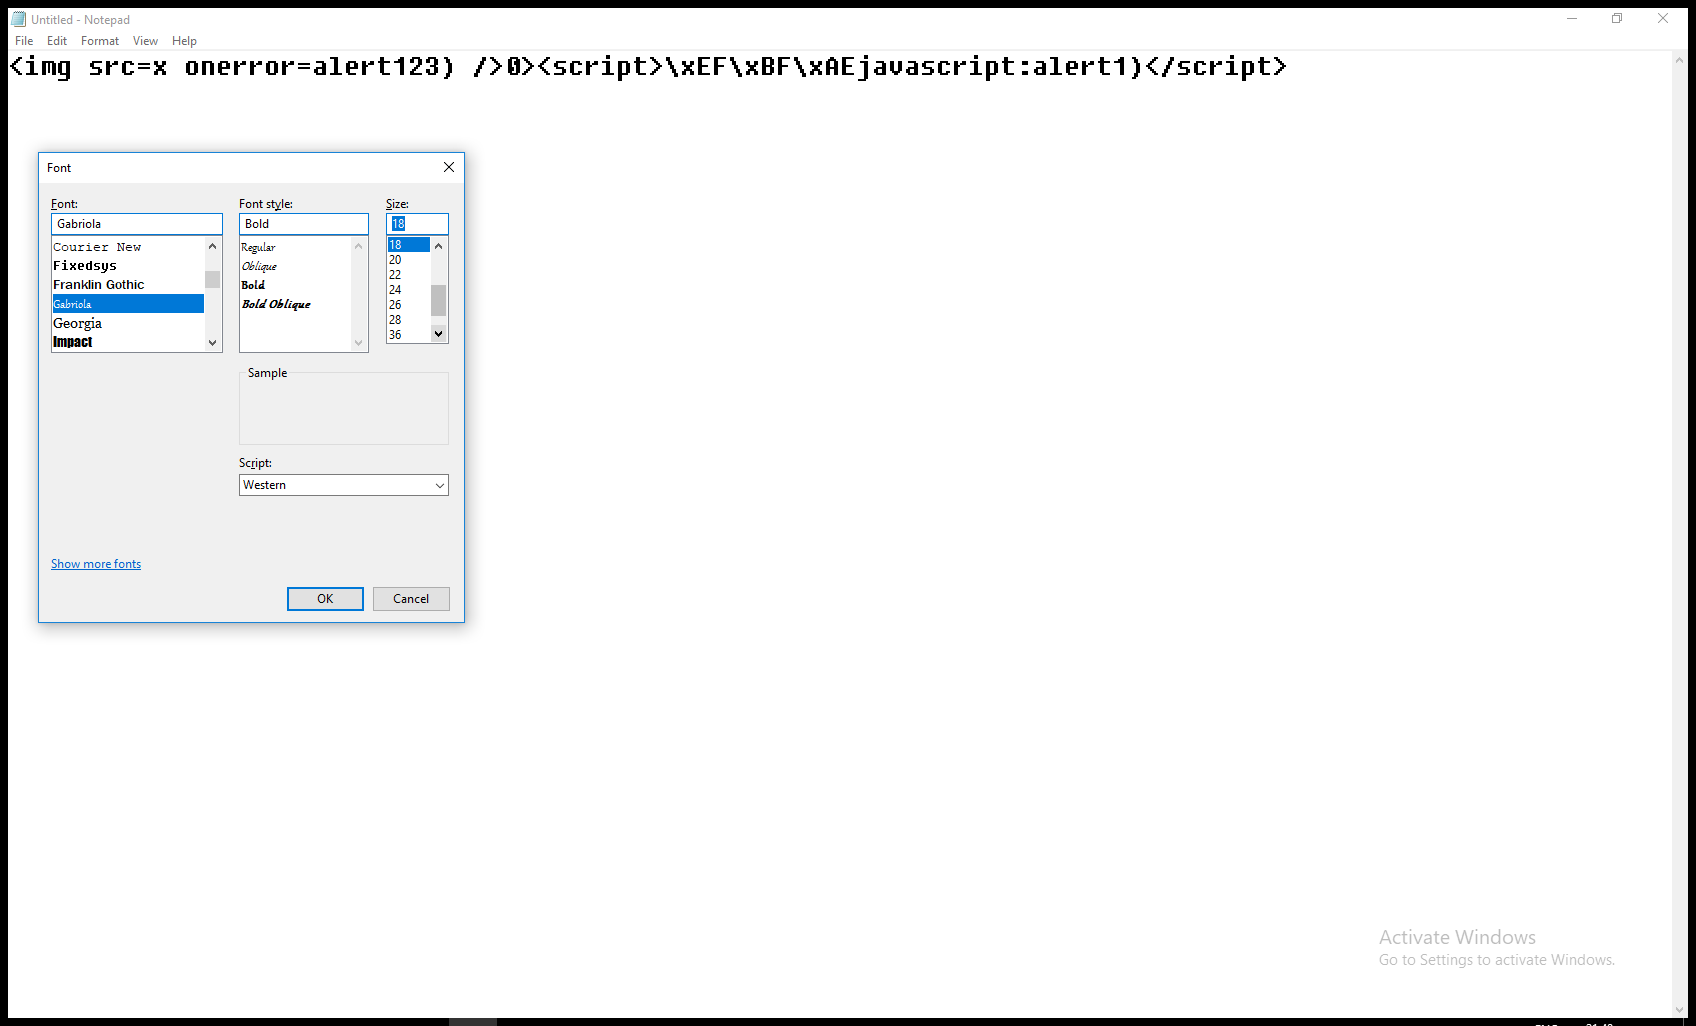 Untitled - Notepad
File Edit Format View Help
<img src=x onerror=alert123) />0><script>\xEF\xBF\xAEjavascript:alert1)</script>
Font
Font: Font style: Size:
Gabriola Bold 18
Courier New
Fixedsys
Franklin Gothic
Gabriola
Georgia
Impact
Regular
Oblique
Bold
Bold Oblique
18
20
22
24
26
28
36
Sample
Script:
Western
Show more fonts
OK Cancel
Activate Windows
Go to Settings to activate Windows.